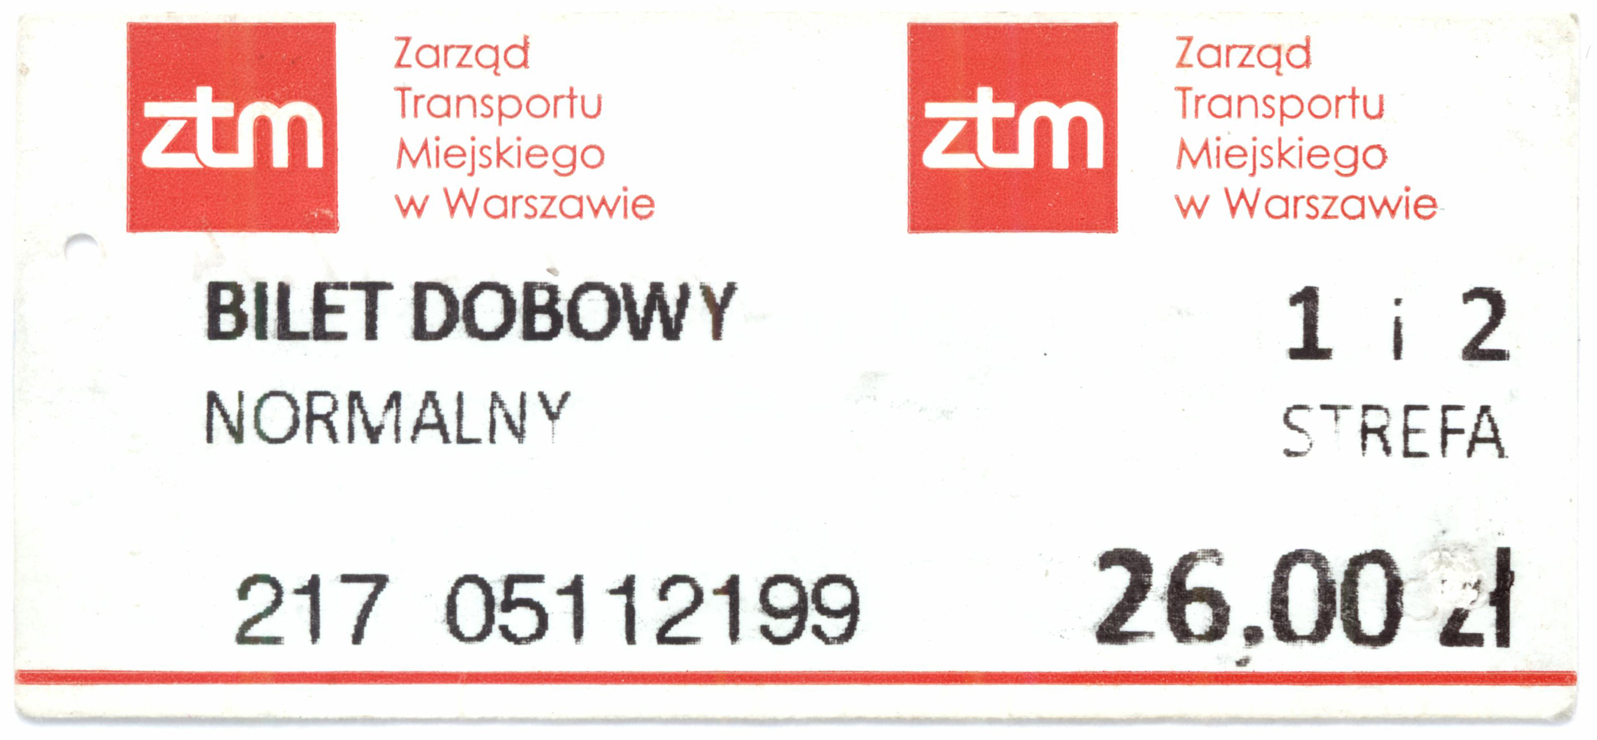 ztm
Zarząd
Transportu
Miejskiego
w Warszawie
ztm
Zarząd
Transportu
Miejskiego
w Warszawie
BILET DOBOWY
1 i 2
NORMALNY
STREFA
217 05112199
26,00 zł